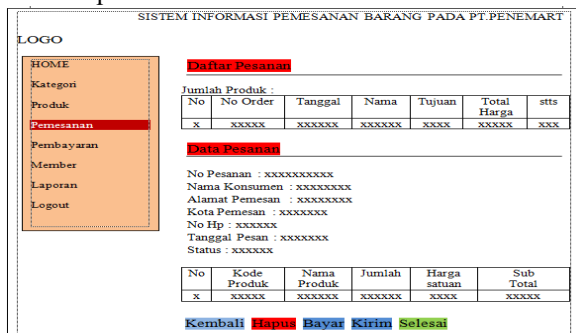 SISTEM INFORMASI PEMESANAN BARANG PADA PT.PENEMART
LOGO
HOME
Kategori
Produk
Pemesanan
Pembayaran
Member
Laporan
Logout
Daftar Pesanan
Jumlah Produk :
No No Order Tanggal Nama Tujuan Total Harga stts
x xxxxx xxxxxx xxxxxx xxxx xxxxx xxx
Data Pesanan
No Pesanan : xxxxxxxxxx
Nama Konsumen : xxxxxxxx
Alamat Pemesan : xxxxxxxx
Kota Pemesan : xxxxxxx
No Hp : xxxxxx
Tanggal Pesan : xxxxxxx
Status : xxxxxx
No Kode Produk Nama Produk Jumlah Harga satuan Sub Total
x xxxxx xxxxxx xxxxxx xxxx xxxxx
Kembali Hapus Bayar Kirim Selesai